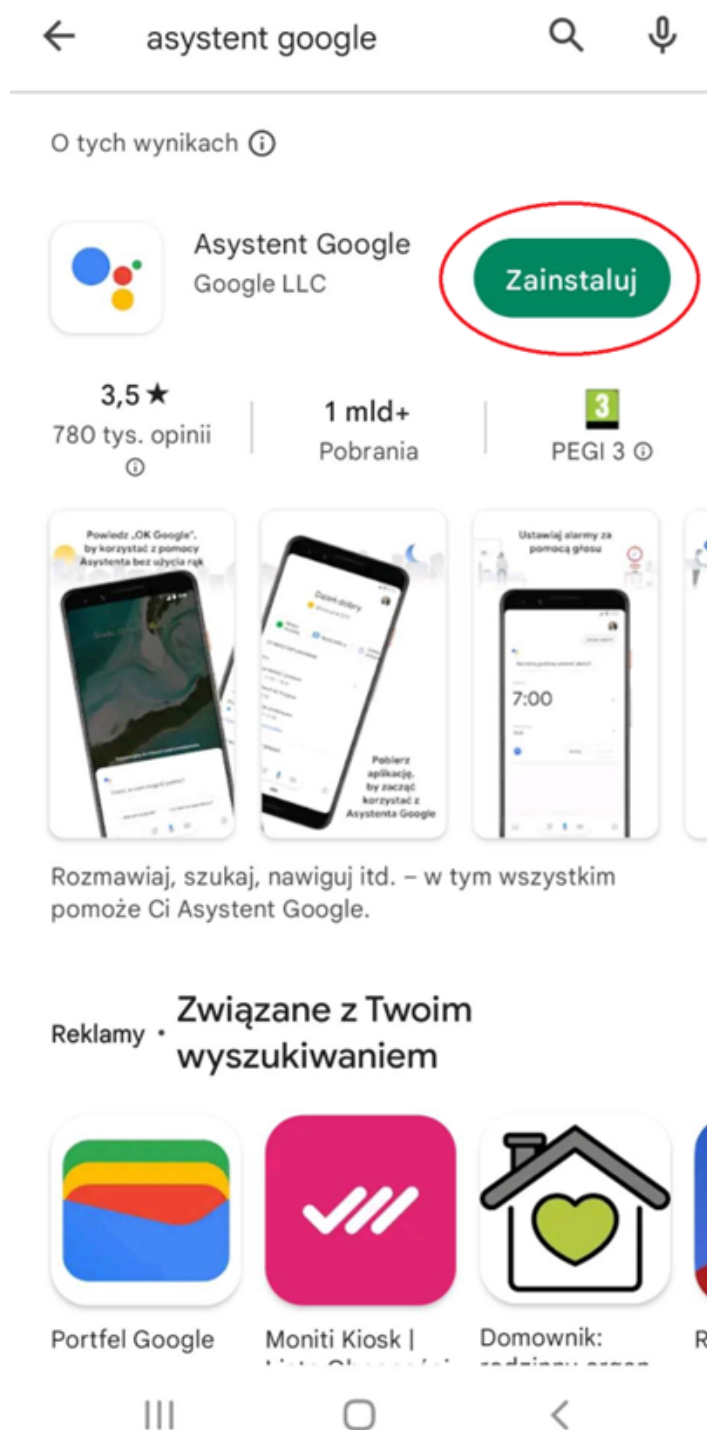 asystent google
O tych wynikach
Asystent Google
Google LLC
Zainstaluj
3,5 ★
780 tys. opinii
1 mld+
Pobrania
3
PEGI 3
Powiedz „OK Google",
by korzystać z pomocy
Asystenta bez użycia rąk
Dzień dobry
Pobierz
aplikację,
by zacząć
korzystać z
Asystenta Google
Ustawiaj alarmy za
pomocą głosu
7:00
Rozmawiaj, szukaj, nawiguj itd. – w tym wszystkim
pomoże Ci Asystent Google.
Reklamy •
Związane z Twoim
wyszukiwaniem
Portfel Google
Moniti Kiosk |
Domownik:
R